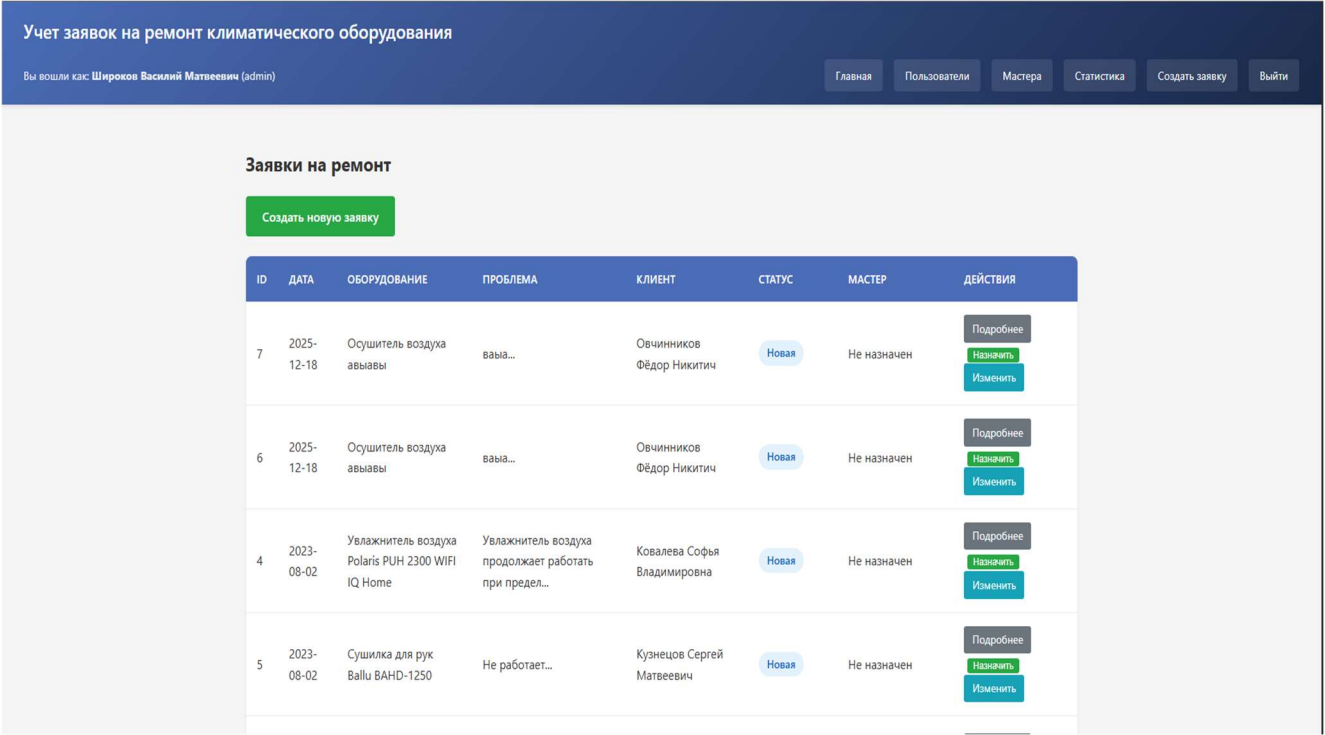 Учет заявок на ремонт климатического оборудования
Вы вошли как: Широков Василий Матвеевич (admin)
Главная
Пользователи
Мастера
Статистика
Создать заявку
Выйти
Заявки на ремонт
Создать новую заявку
ID ДАТА ОБОРУДОВАНИЕ ПРОБЛЕМА КЛИЕНТ СТАТУС МАСТЕР ДЕЙСТВИЯ
7
2025-
12-18
Осушитель воздуха
авыавы
ваыа...
Овчинников
Фёдор Никитич
Новая
Не назначен
Подробнее
Назначить
Изменить
6
2025-
12-18
Осушитель воздуха
авыавы
ваыа...
Овчинников
Фёдор Никитич
Новая
Не назначен
Подробнее
Назначить
Изменить
4
2023-
08-02
Увлажнитель воздуха
Polaris PUH 2300 WIFI
IQ Home
Увлажнитель воздуха
продолжает работать
при предел...
Ковалева Софья
Владимировна
Новая
Не назначен
Подробнее
Назначить
Изменить
5
2023-
08-02
Сушилка для рук
Ballu BAHD-1250
Не работает...
Кузнецов Сергей
Матвеевич
Новая
Не назначен
Подробнее
Назначить
Изменить